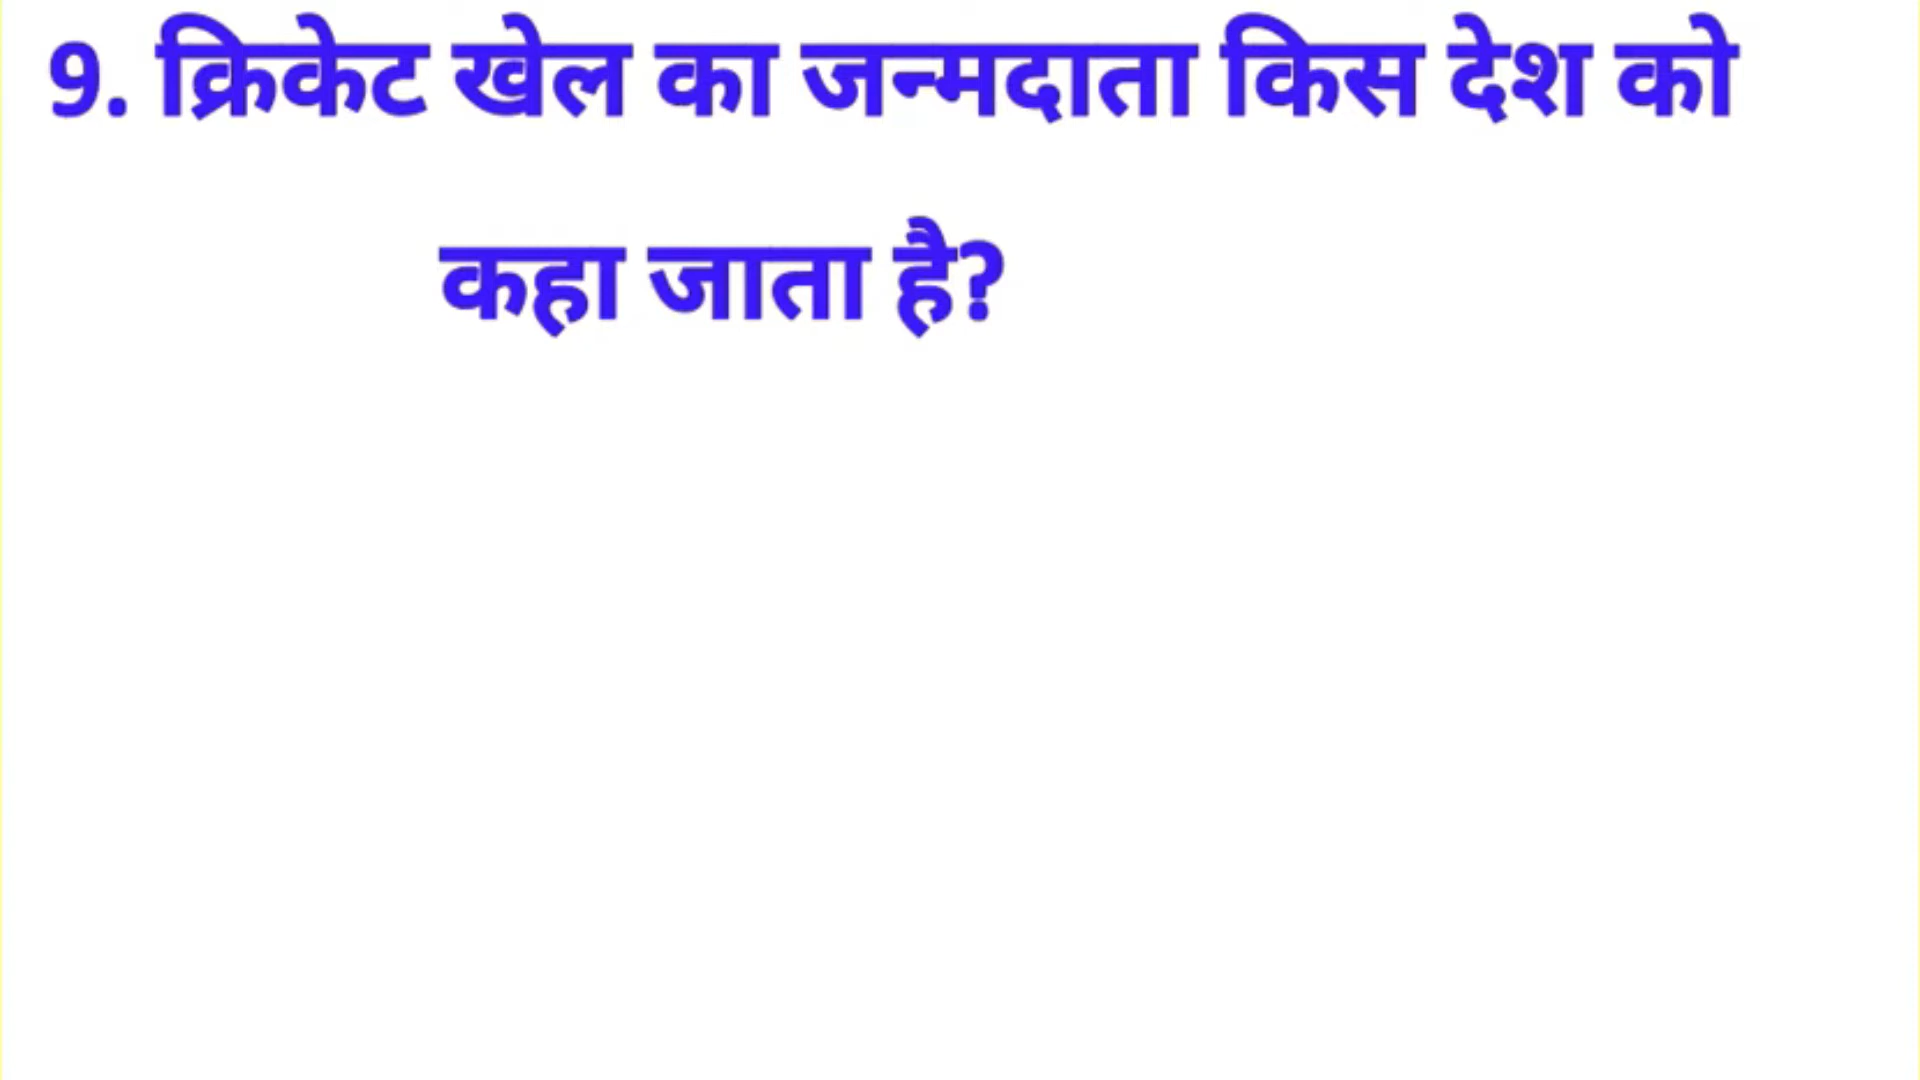 9. क्रिकेट खेल का जन्मदाता किस देश को
कहा जाता है?